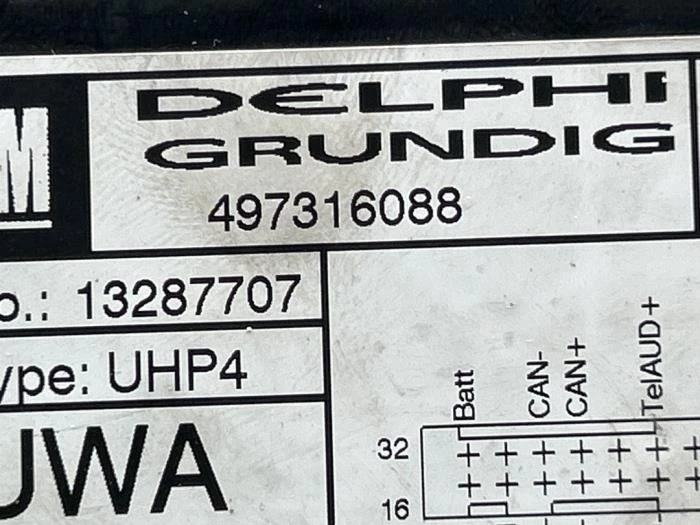 M
DELPHI
GRUNDIG
497316088
o.: 13287707
ype: UHP4
UWA
Batt
CAN-
CAN+
TelAUD+
32
16